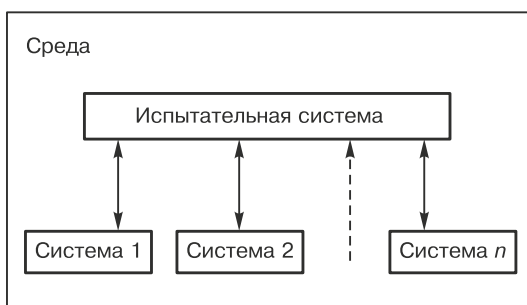 Среда
Испытательная система
Система 1
Система 2
Система n